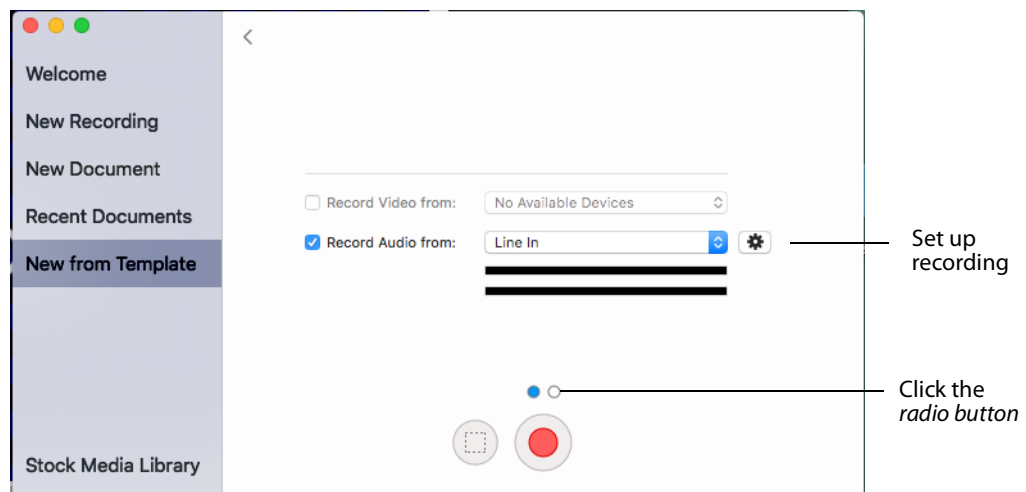 Welcome
New Recording
New Document
Recent Documents
New from Template
Stock Media Library
Record Video from: No Available Devices
Record Audio from: Line In
Set up
recording
Click the
radio button